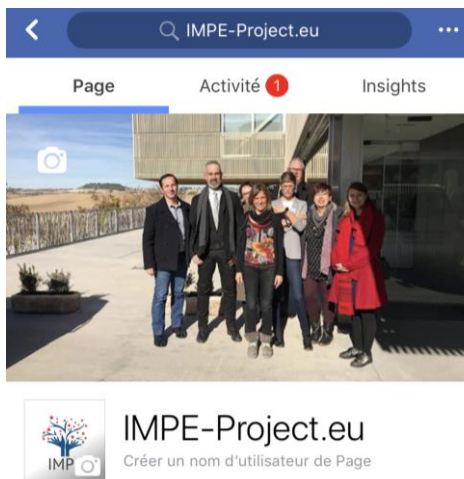 IMPE-Project.eu
Page
Activité 1
Insights
IMPE-Project.eu
IMP
Créer un nom d'utilisateur de Page